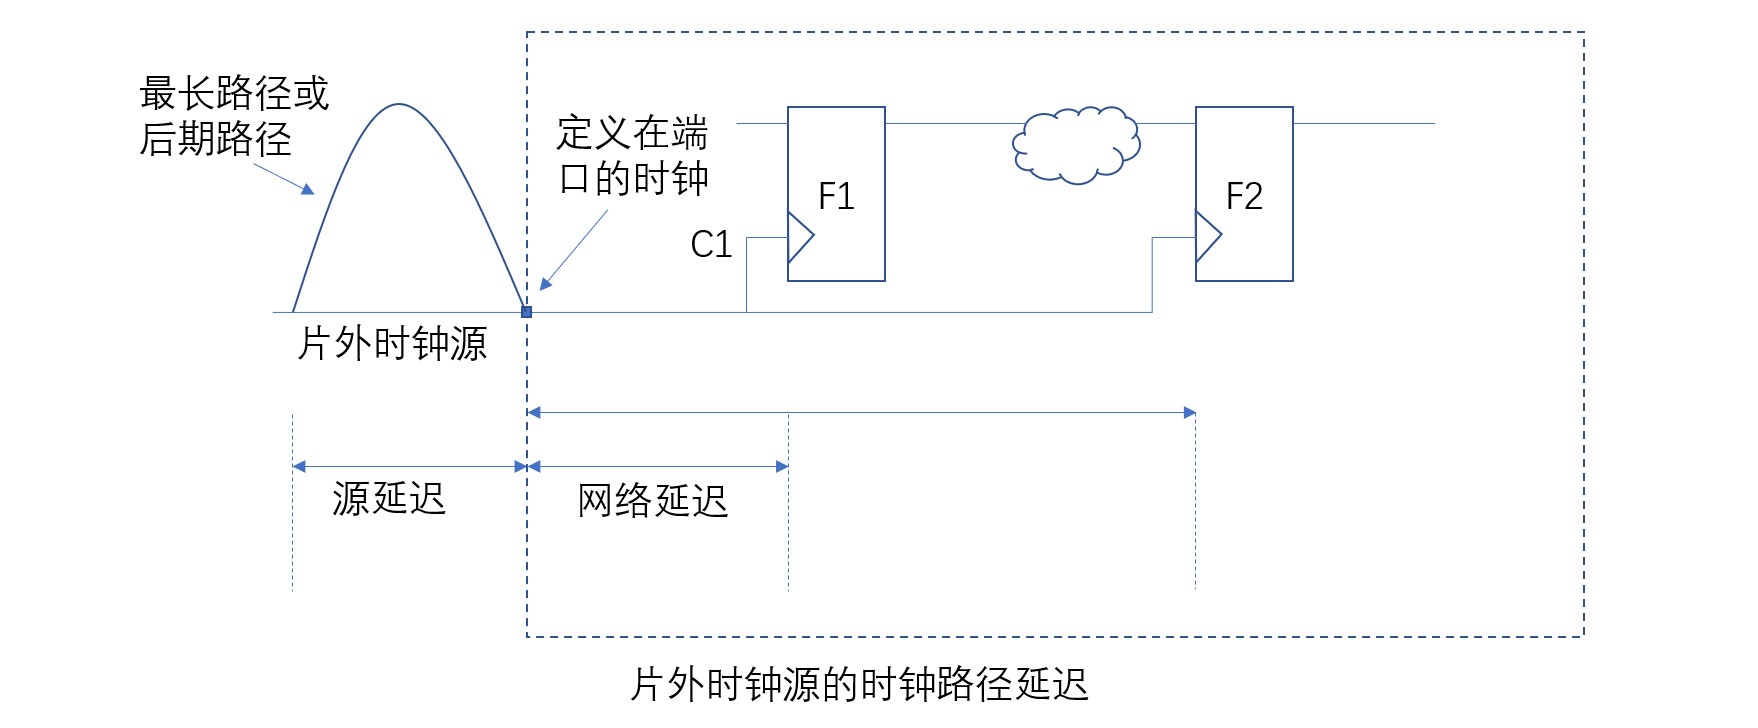 最长路径或
后期路径
定义在端
口的时钟
F1
F2
C1
片外时钟源
源延迟
网络延迟
片外时钟源的时钟路径延迟